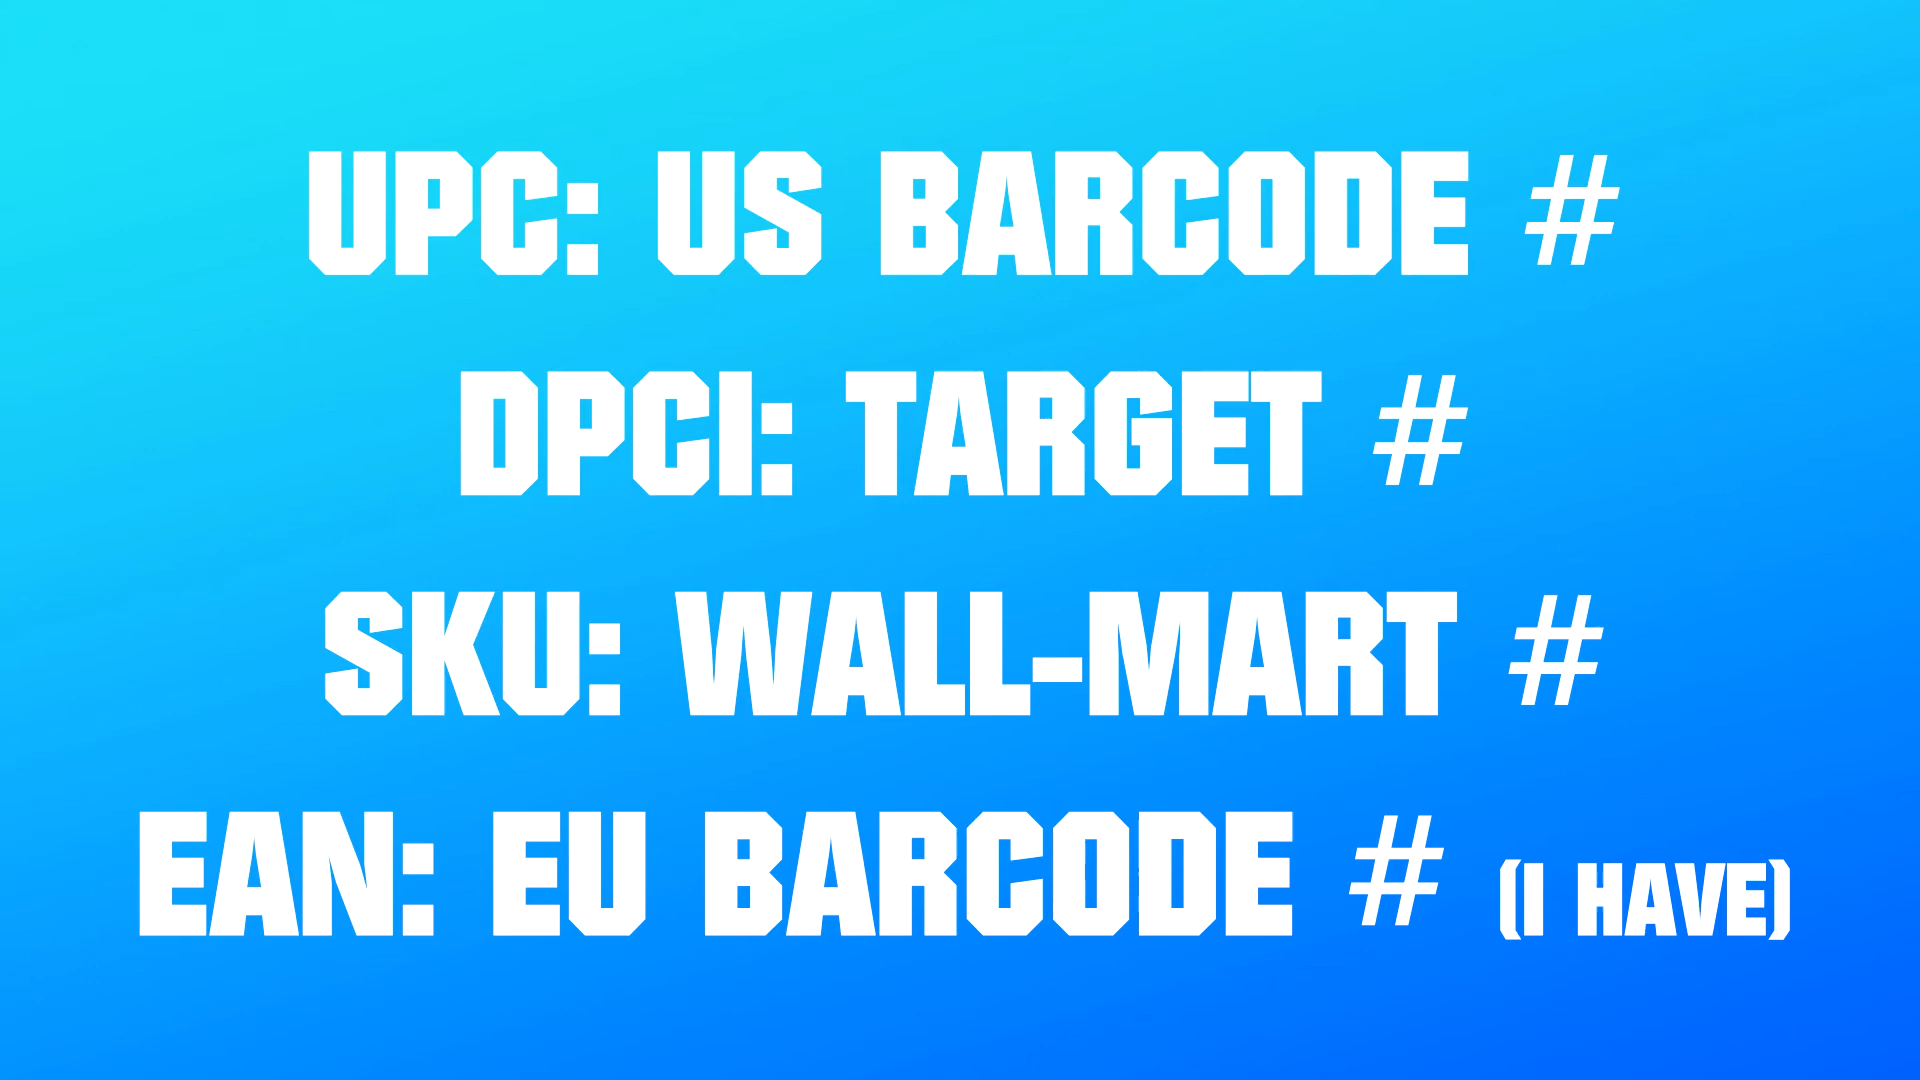 UPC: US BARCODE #
DPCI: TARGET #
SKU: WALL-MART #
EAN: EU BARCODE # (I HAVE)